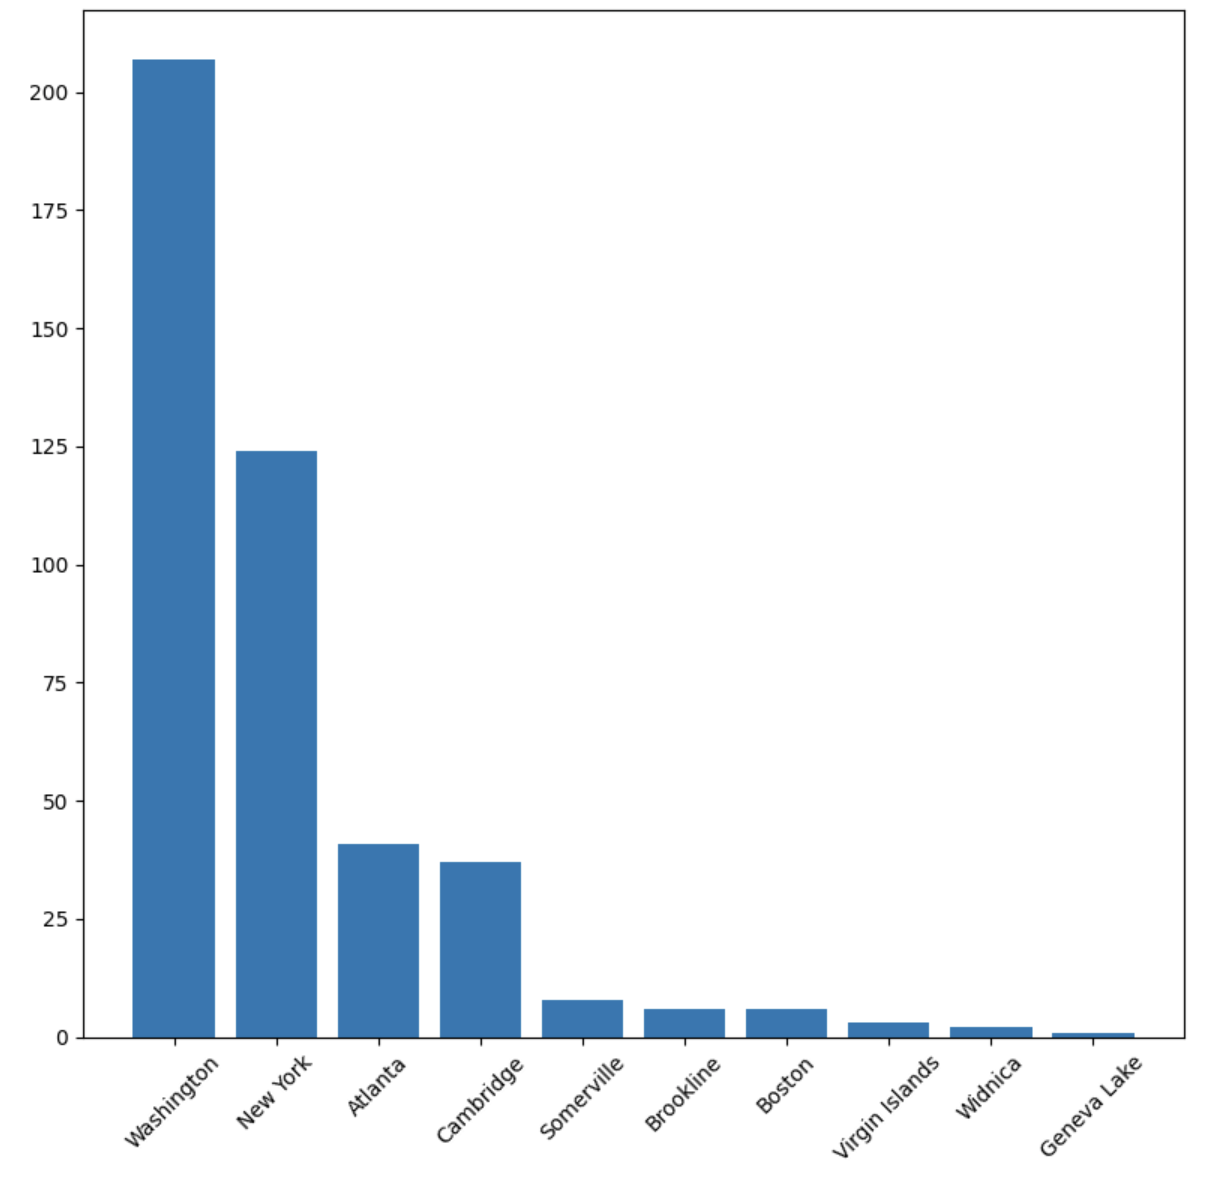 200
175
150
125
100
75
50
25
0
Washington
New York
Atlanta
Cambridge
Somerville
Brookline
Boston
Virgin Islands
Widnica
Geneva Lake